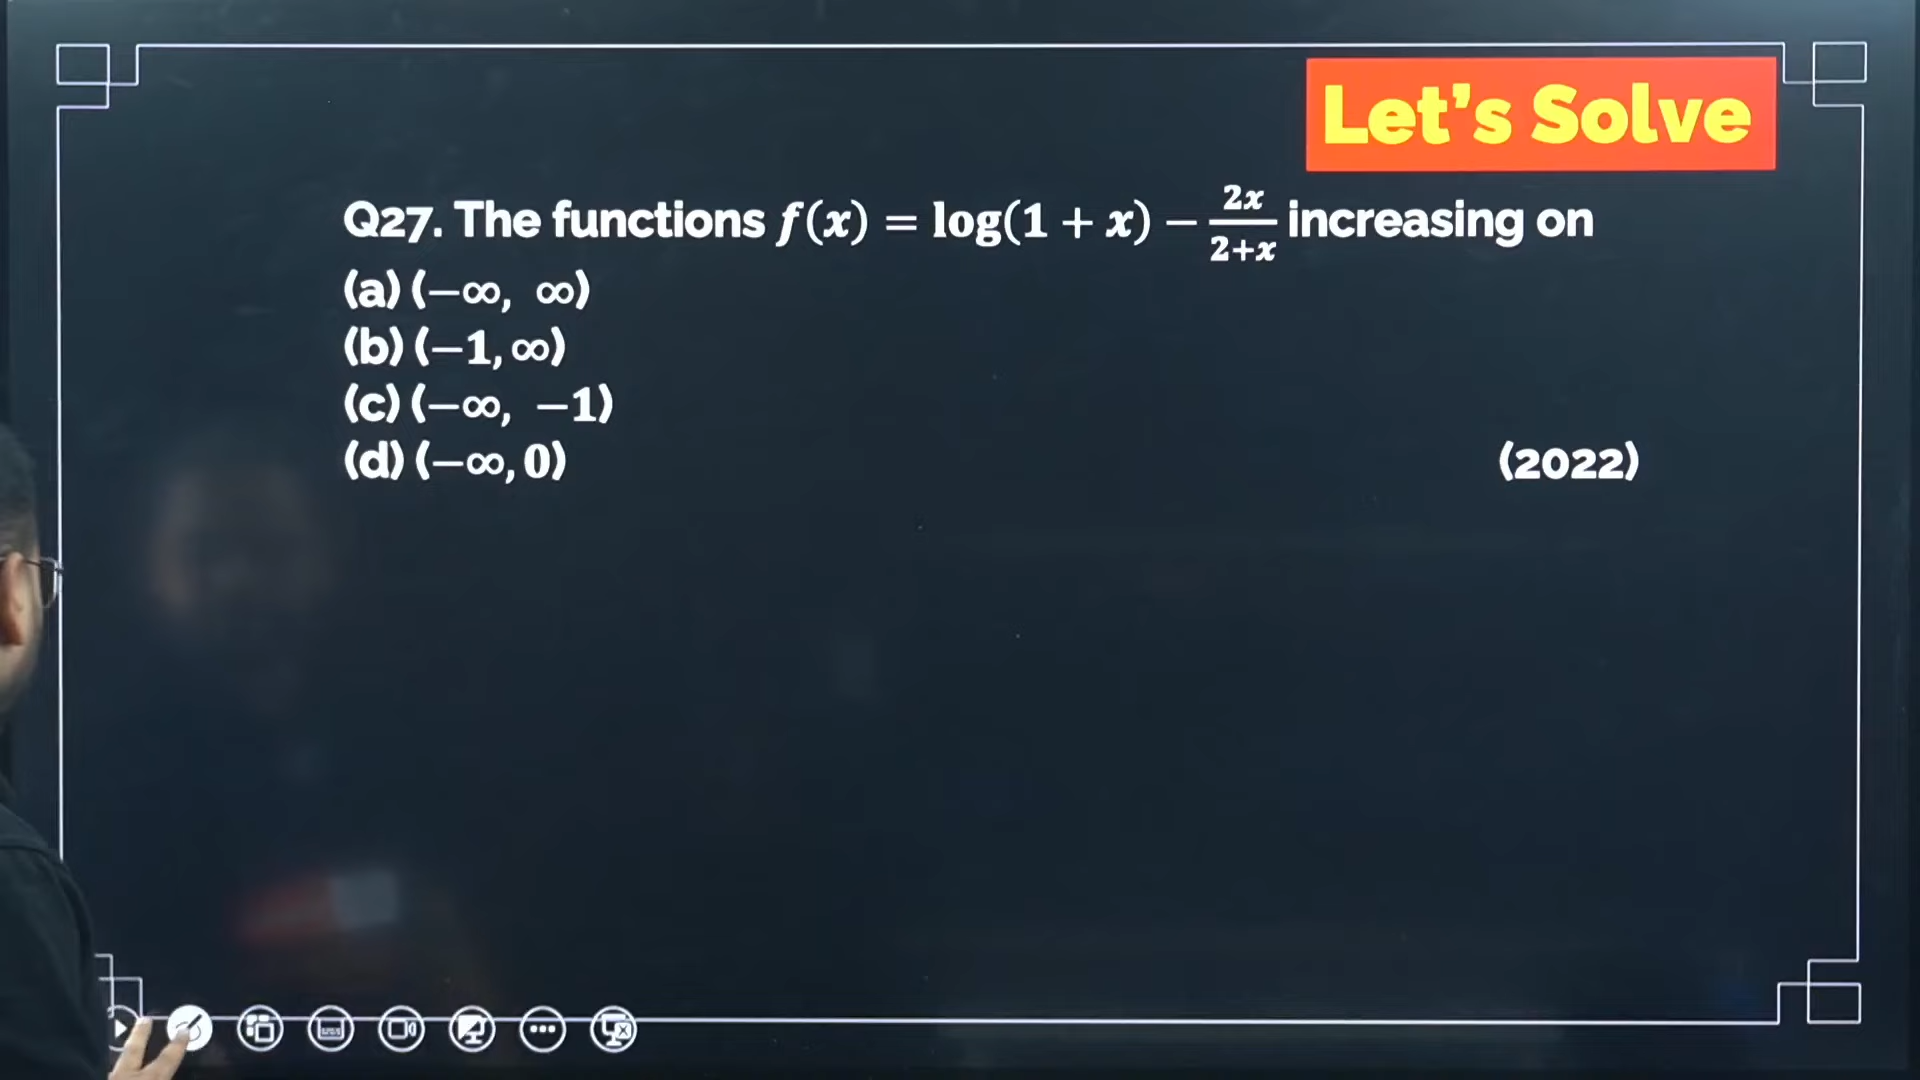 Let's Solve
Q27. The functions f(x) = log(1 + x) − 2x/2+x increasing on
(a) (−∞, ∞)
(b) (−1, ∞)
(c) (−∞, −1)
(d) (−∞, 0)
(2022)